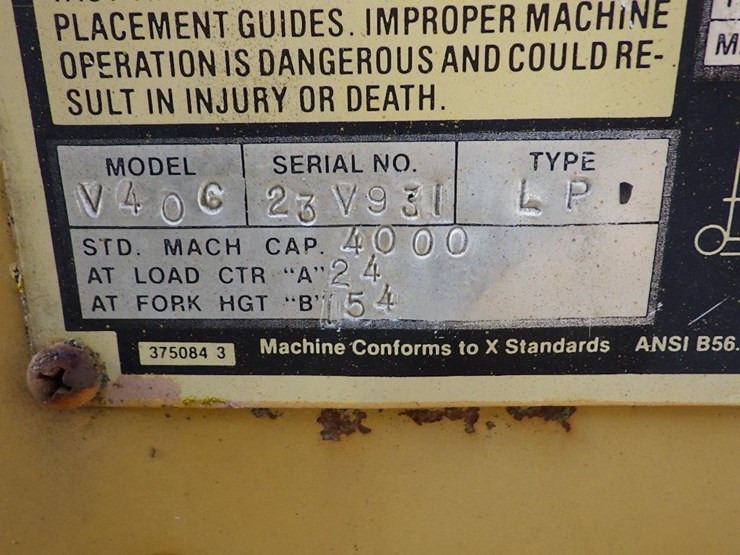 PLACEMENT GUIDES. IMPROPER MACHINE
OPERATION IS DANGEROUS AND COULD RE-
SULT IN INJURY OR DEATH.
MODEL SERIAL NO. TYPE
V40C 23V931 LP
STD. MACH CAP. 4000
AT LOAD CTR "A" 24
AT FORK HGT "B" 154
375084 3 Machine Conforms to X Standards ANSI B56.